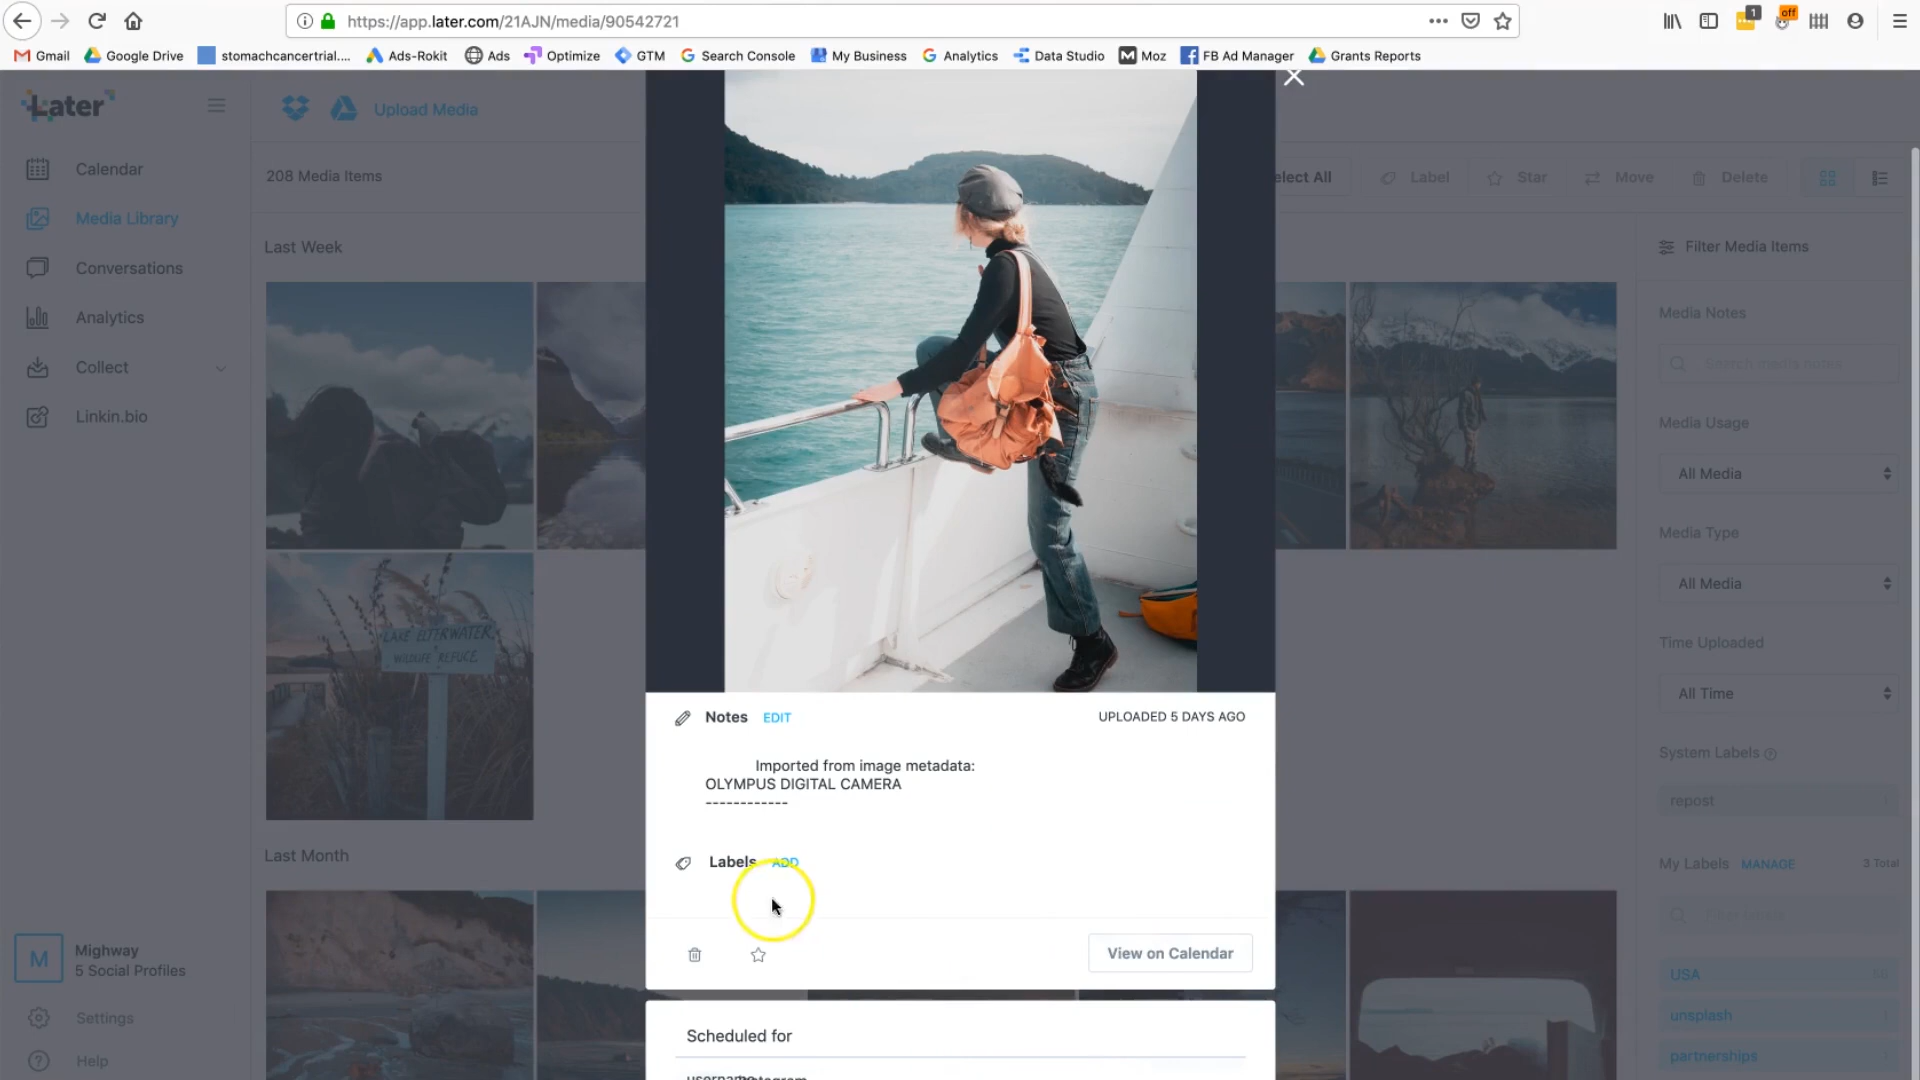 https://app.later.com/21AJN/media/90542721
1
off
Gmail
Google Drive
stomachcancertrial....
Ads-Rokit
Ads
Optimize
GTM
Search Console
My Business
Analytics
Data Studio
Moz
FB Ad Manager
Grants Reports
Later
Upload Media
Calendar
Media Library
Conversations
Analytics
Collect
Linkin.bio
208 Media Items
elect All
Label
Star
Move
Delete
Last Week
LAKE ELTERWATER
WILDLIFE REFUGE
Last Month
Notes EDIT
UPLOADED 5 DAYS AGO
Imported from image metadata:
OLYMPUS DIGITAL CAMERA
------------
Labels ADD
View on Calendar
Scheduled for
Filter Media Items
Media Notes
Search media notes
Media Usage
All Media
Media Type
All Media
Time Uploaded
All Time
System Labels
repost
My Labels MANAGE 3 Total
USA
unsplash
partnerships
M
Mighway
5 Social Profiles
Settings
Help